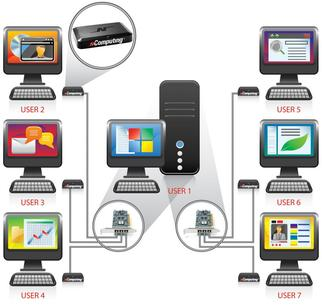 nComputing
USER 2
USER 5
USER 3
USER 1
USER 6
USER 4
USER 7